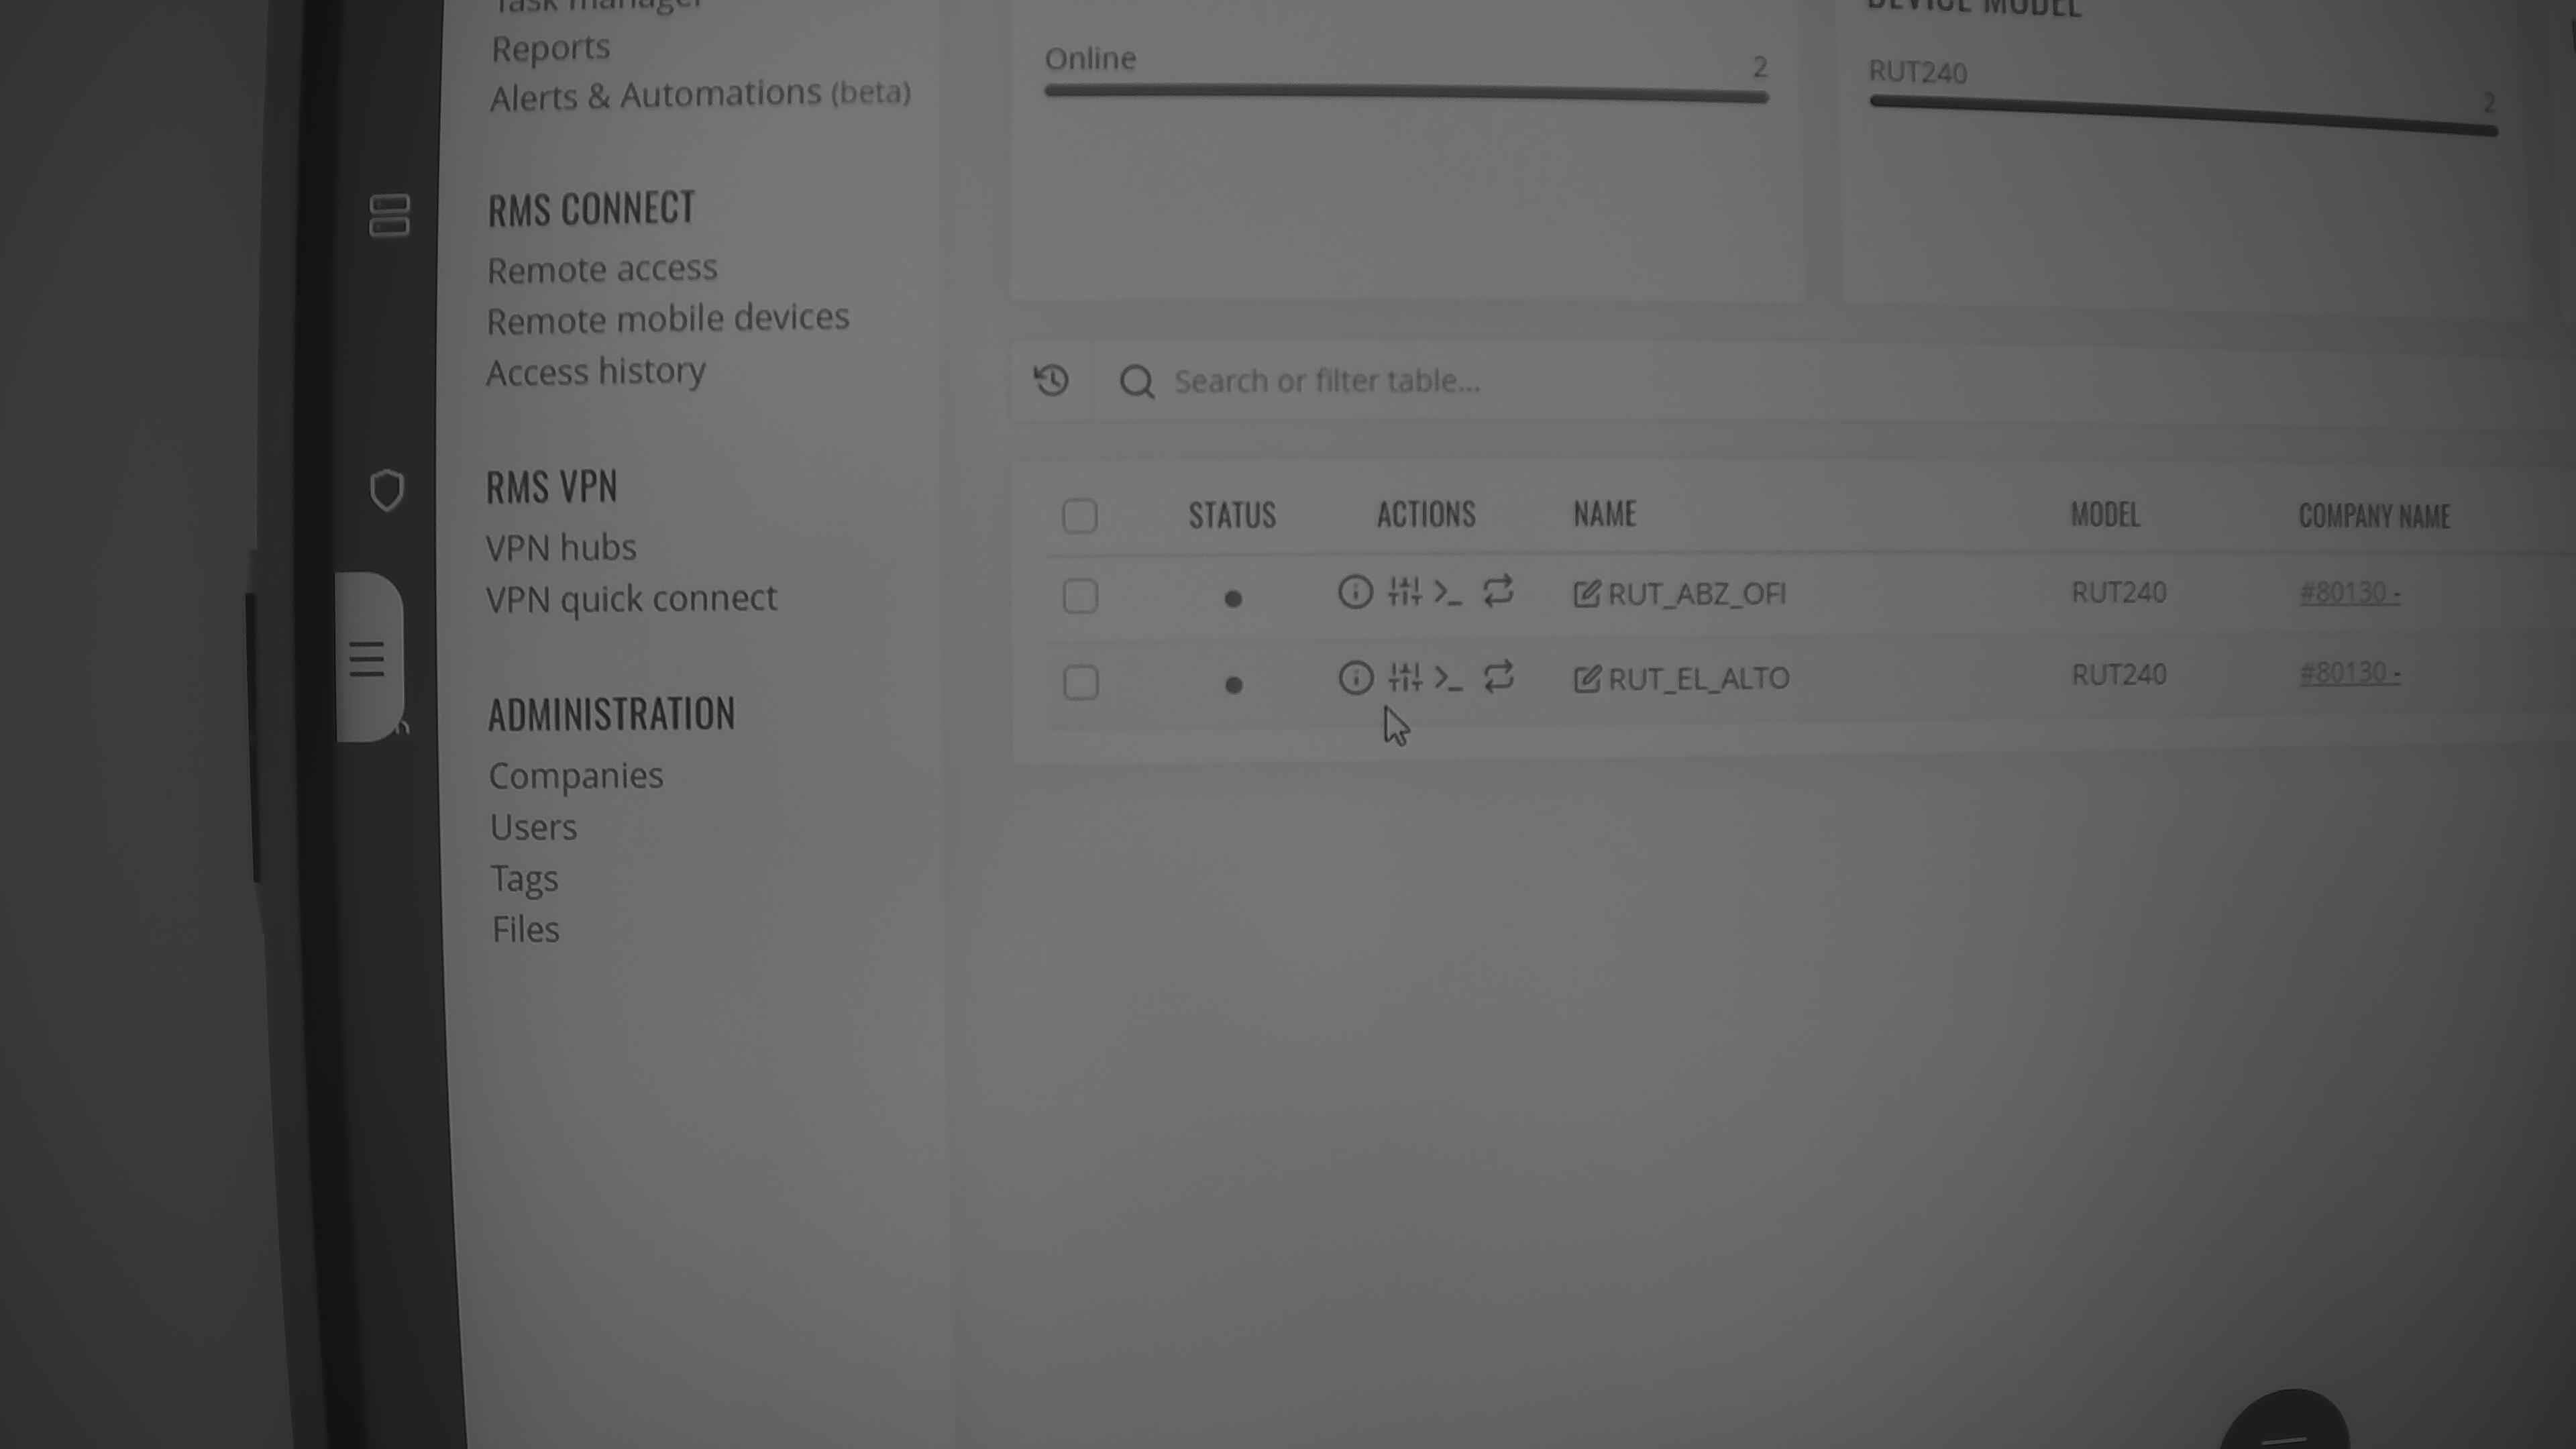 Task manager
Reports
Alerts & Automations (beta)
RMS CONNECT
Remote access
Remote mobile devices
Access history
RMS VPN
VPN hubs
VPN quick connect
ADMINISTRATION
Companies
Users
Tags
Files
Online 2
DEVICE MODEL
RUT240 2
Search or filter table...
STATUS ACTIONS NAME MODEL COMPANY NAME
RUT_ABZ_OFI RUT240 #80130 -
RUT_EL_ALTO RUT240 #80130 -